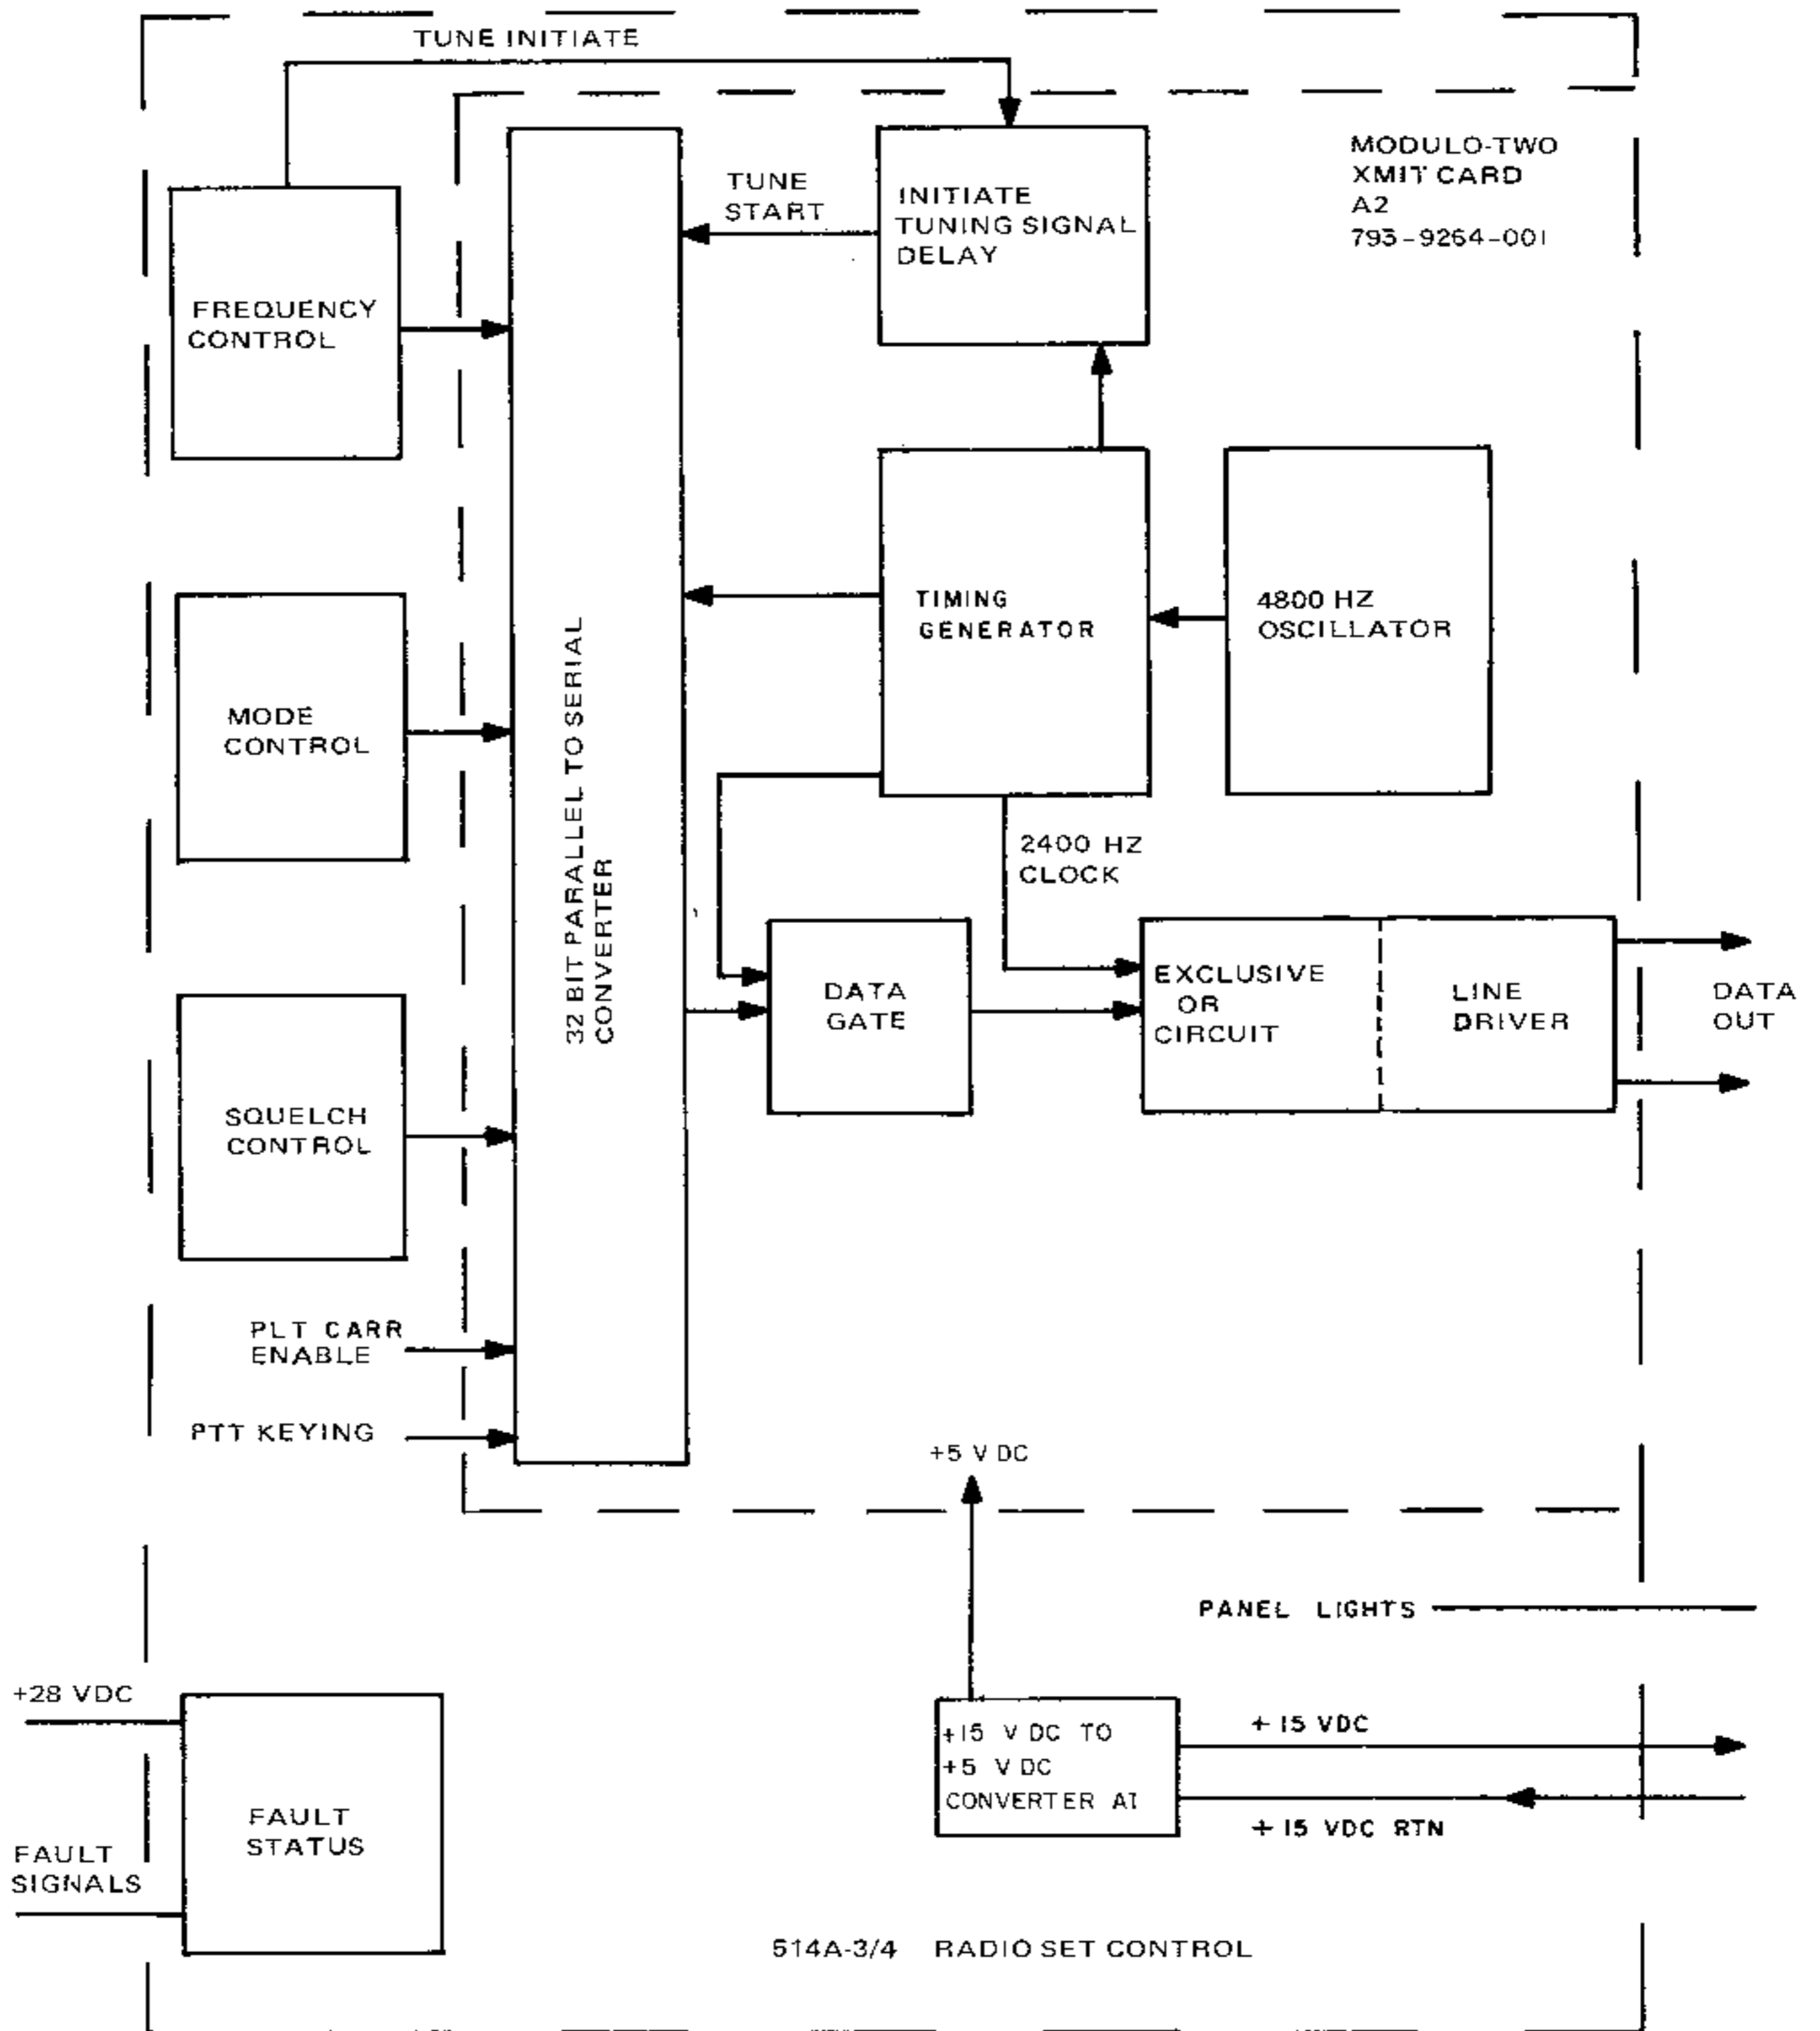 TUNE INITIATE
MODULO-TWO
XMIT CARD
A2
793-9264-001
TUNE
START
INITIATE
TUNING SIGNAL
DELAY
FREQUENCY
CONTROL
TIMING
GENERATOR
4800 HZ
OSCILLATOR
MODE
CONTROL
32 BIT PARALLEL TO SERIAL
CONVERTER
2400 HZ
CLOCK
DATA
GATE
EXCLUSIVE
OR
CIRCUIT
LINE
DRIVER
DATA
OUT
SQUELCH
CONTROL
PLT CARR
ENABLE
PTT KEYING
+5 V DC
PANEL LIGHTS
+28 VDC
FAULT
STATUS
FAULT
SIGNALS
+15 V DC TO
+5 V DC
CONVERTER A1
+15 VDC
+15 VDC RTN
514A-3/4 RADIO SET CONTROL